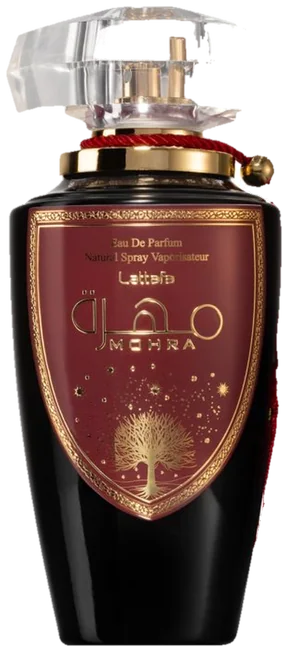 Eau De Parfum
Natural Spray Vaporisateur
Lattafa
مهرة
MOHRA